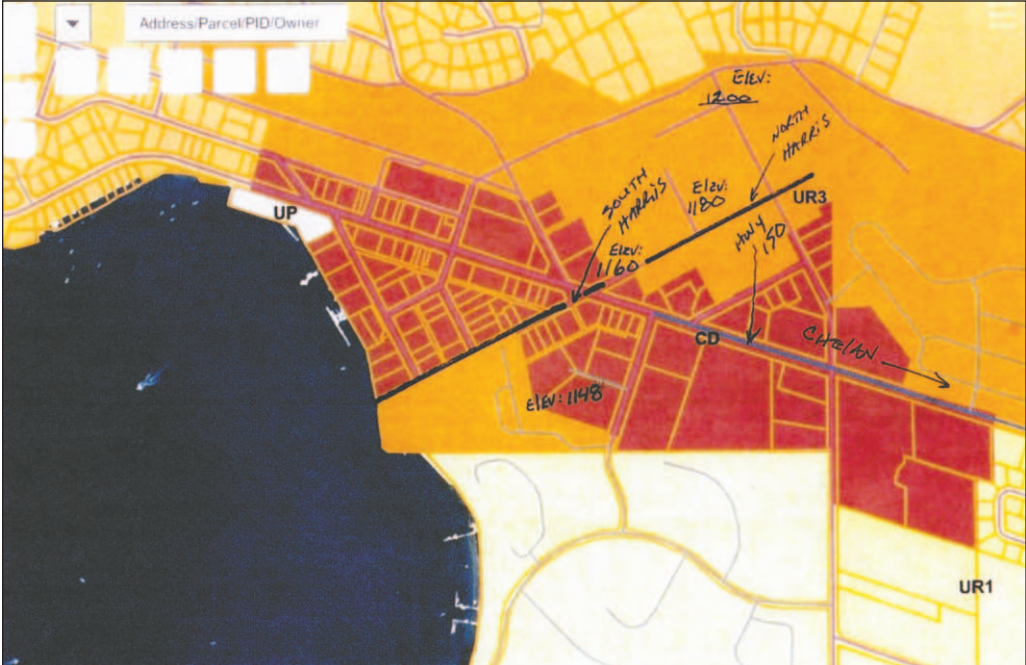 Address/Parcel/PID/Owner
Elev:
1200
NORTH
HARRIS
SOUTH
HARRIS
Elev:
1180
UR3
UP
HWY
150
Elev:
1160
CD
CHELAN
Elev: 1148
UR1